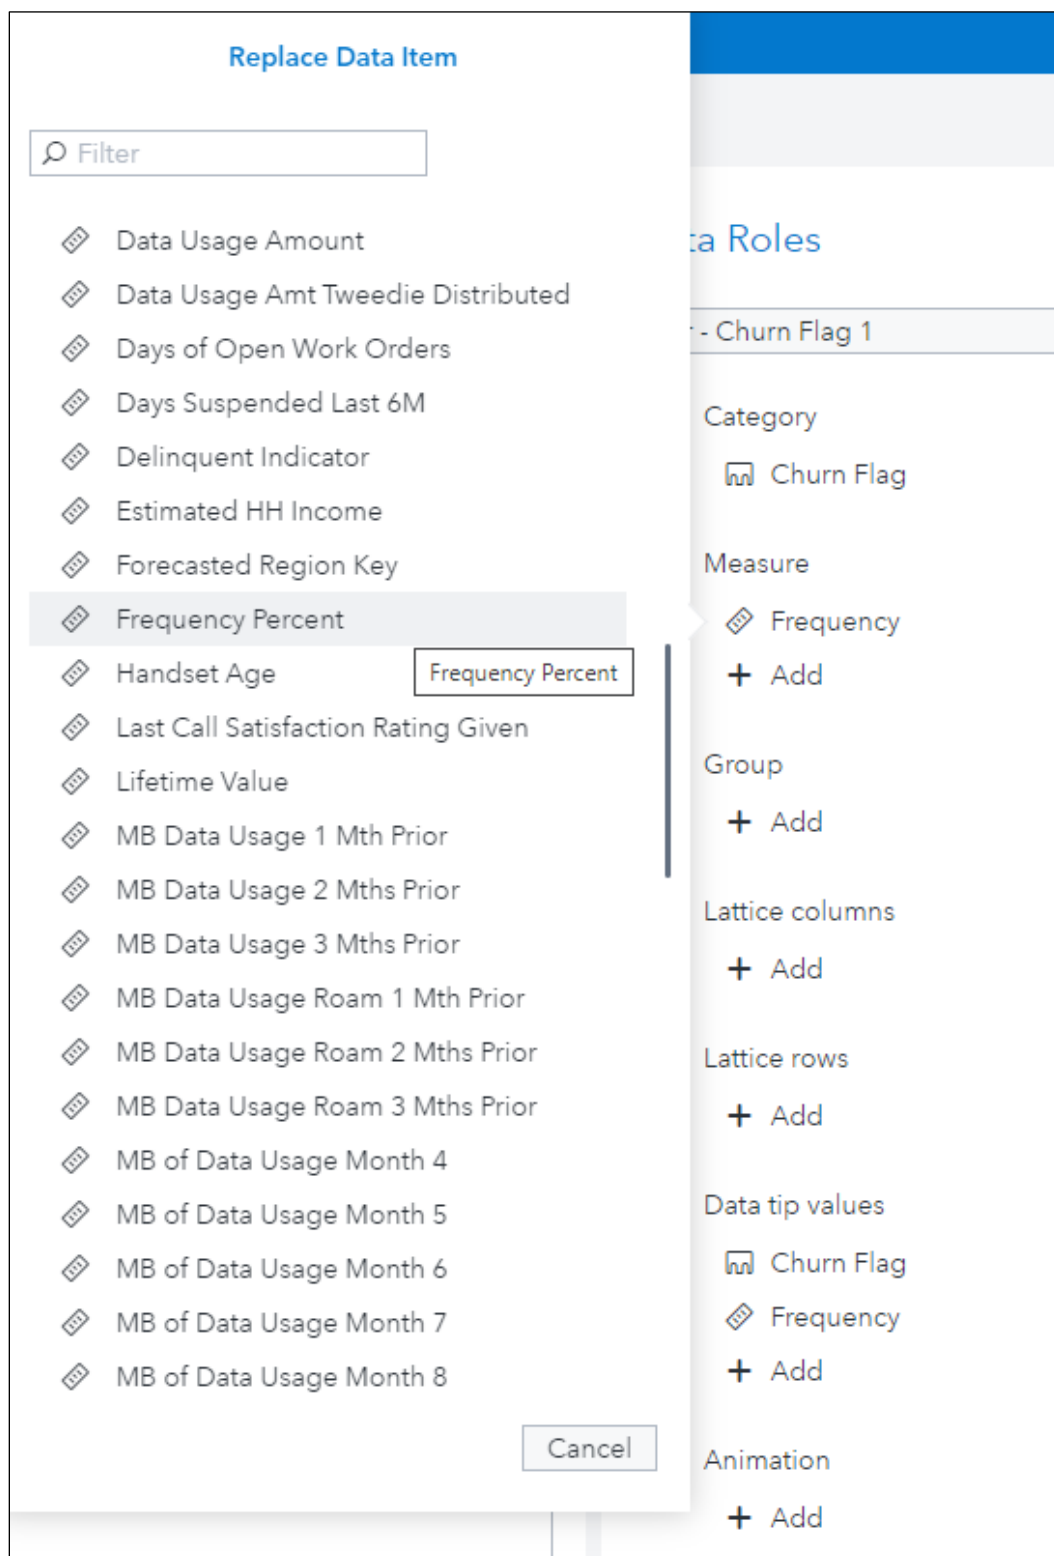 Replace Data Item
Filter
Data Usage Amount
Data Usage Amt Tweedie Distributed
Days of Open Work Orders
Days Suspended Last 6M
Delinquent Indicator
Estimated HH Income
Forecasted Region Key
Frequency Percent
Handset Age
Frequency Percent
Last Call Satisfaction Rating Given
Lifetime Value
MB Data Usage 1 Mth Prior
MB Data Usage 2 Mths Prior
MB Data Usage 3 Mths Prior
MB Data Usage Roam 1 Mth Prior
MB Data Usage Roam 2 Mths Prior
MB Data Usage Roam 3 Mths Prior
MB of Data Usage Month 4
MB of Data Usage Month 5
MB of Data Usage Month 6
MB of Data Usage Month 7
MB of Data Usage Month 8
Cancel
ta Roles
r - Churn Flag 1
Category
Churn Flag
Measure
Frequency
+ Add
Group
+ Add
Lattice columns
+ Add
Lattice rows
+ Add
Data tip values
Churn Flag
Frequency
+ Add
Animation
+ Add